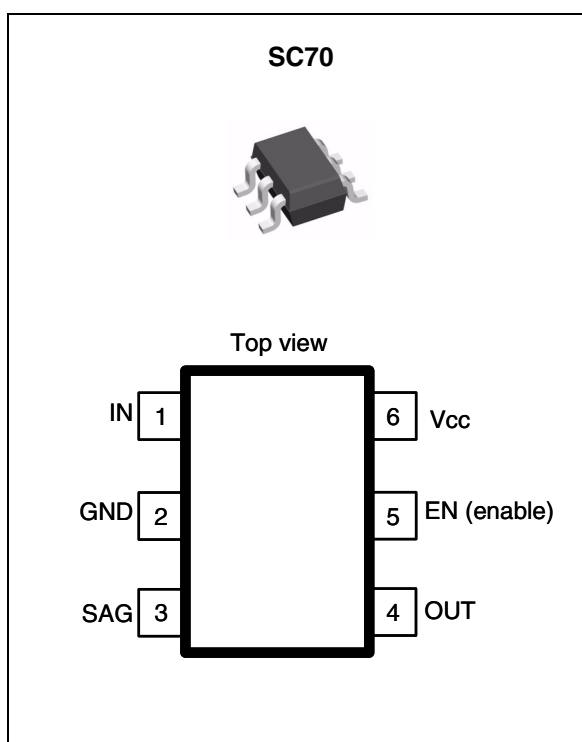 SC70
Top view
IN 1 6 Vcc
GND 2 5 EN (enable)
SAG 3 4 OUT